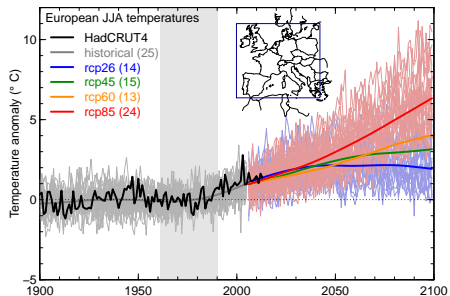 European JJA temperatures
HadCRUT4
historical (25)
rcp26 (14)
rcp45 (15)
rcp60 (13)
rcp85 (24)
Temperature anomaly (° C)
10
5
0
−5
1900
1950
2000
2050
2100